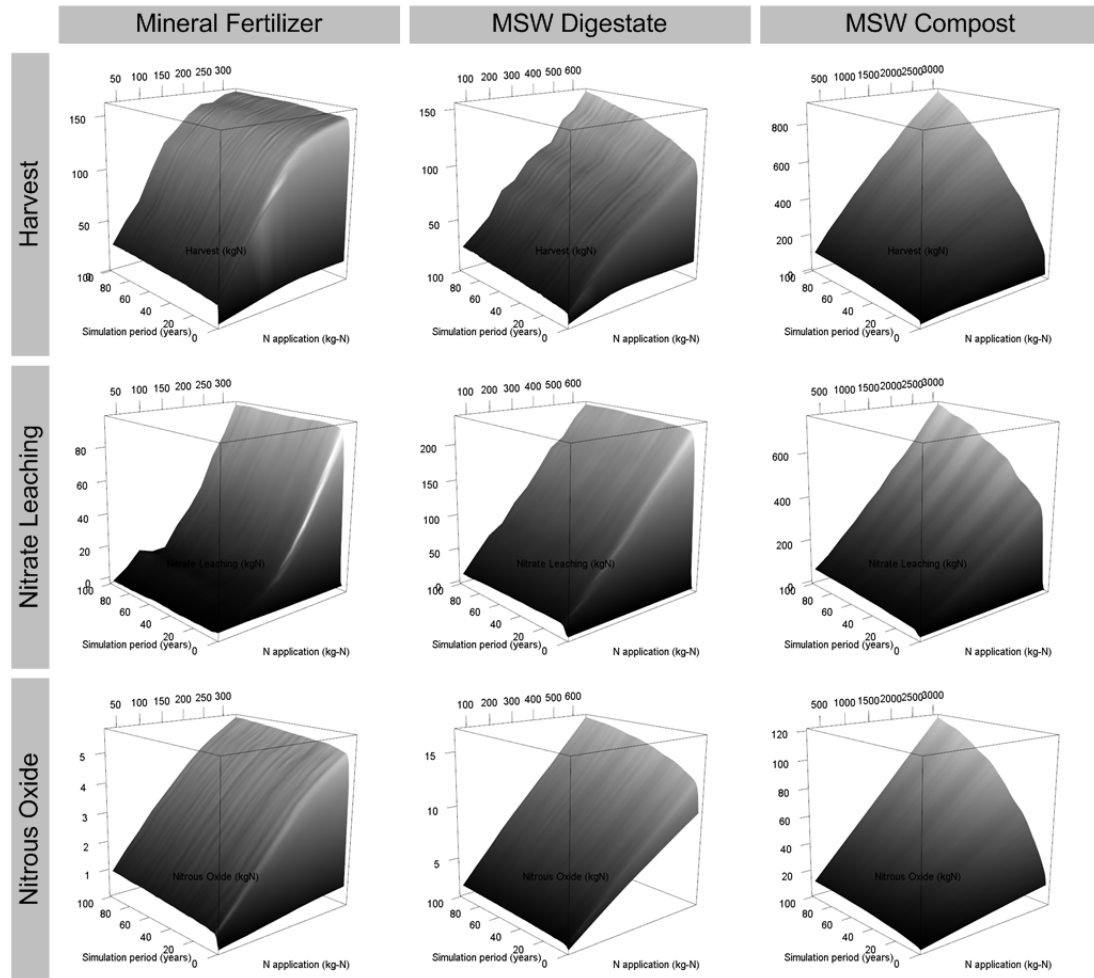 Mineral Fertilizer
MSW Digestate
MSW Compost
Harvest
50 100 150 200 250 300
150
100
50
0
100
80
60
40
20
0
Harvest (kgN)
Simulation period (years)
N application (kg-N)
100 200 300 400 500 600
150
100
50
100
80
60
40
20
0
Harvest (kgN)
Simulation period (years)
N application (kg-N)
500 1000 1500 2000 2500 3000
800
600
400
200
0
100
80
60
40
20
0
Harvest (kgN)
Simulation period (years)
N application (kg-N)
Nitrate Leaching
50 100 150 200 250 300
80
60
40
20
0
100
80
60
40
20
0
Nitrate Leaching (kgN)
Simulation period (years)
N application (kg-N)
100 200 300 400 500 600
200
150
100
50
0
100
80
60
40
20
0
Nitrate Leaching (kgN)
Simulation period (years)
N application (kg-N)
500 1000 1500 2000 2500 3000
600
400
200
0
100
80
60
40
20
0
Nitrate Leaching (kgN)
Simulation period (years)
N application (kg-N)
Nitrous Oxide
50 100 150 200 250 300
5
4
3
2
1
100
80
60
40
20
0
Nitrous Oxide (kgN)
Simulation period (years)
N application (kg-N)
100 200 300 400 500 600
15
10
5
100
80
60
40
20
0
Nitrous Oxide (kgN)
Simulation period (years)
N application (kg-N)
500 1000 1500 2000 2500 3000
120
100
80
60
40
20
100
80
60
40
20
0
Nitrous Oxide (kgN)
Simulation period (years)
N application (kg-N)